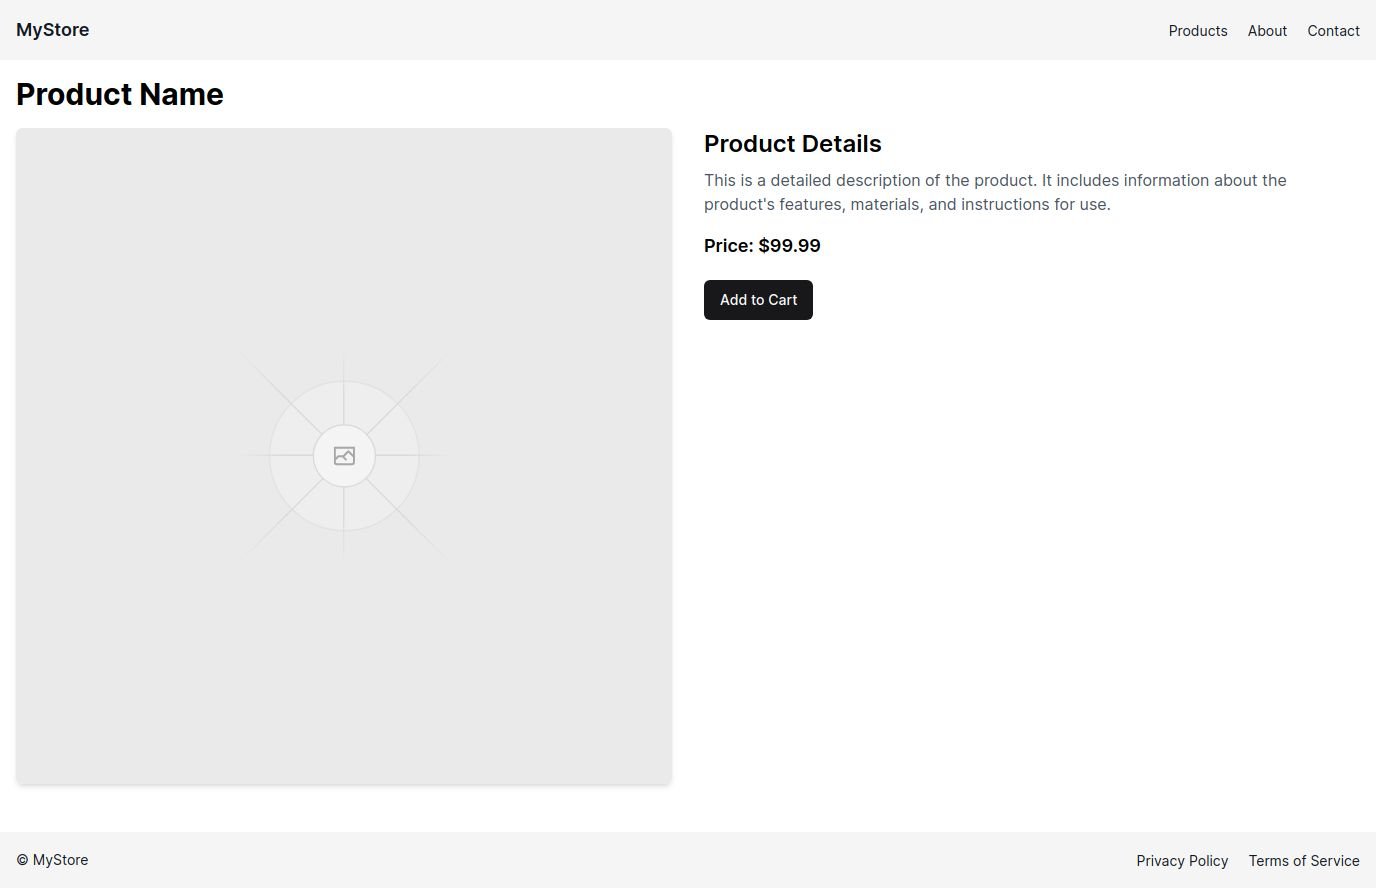 MyStore
Products About Contact
Product Name
Product Details
This is a detailed description of the product. It includes information about the
product's features, materials, and instructions for use.
Price: $99.99
Add to Cart
© MyStore
Privacy Policy Terms of Service